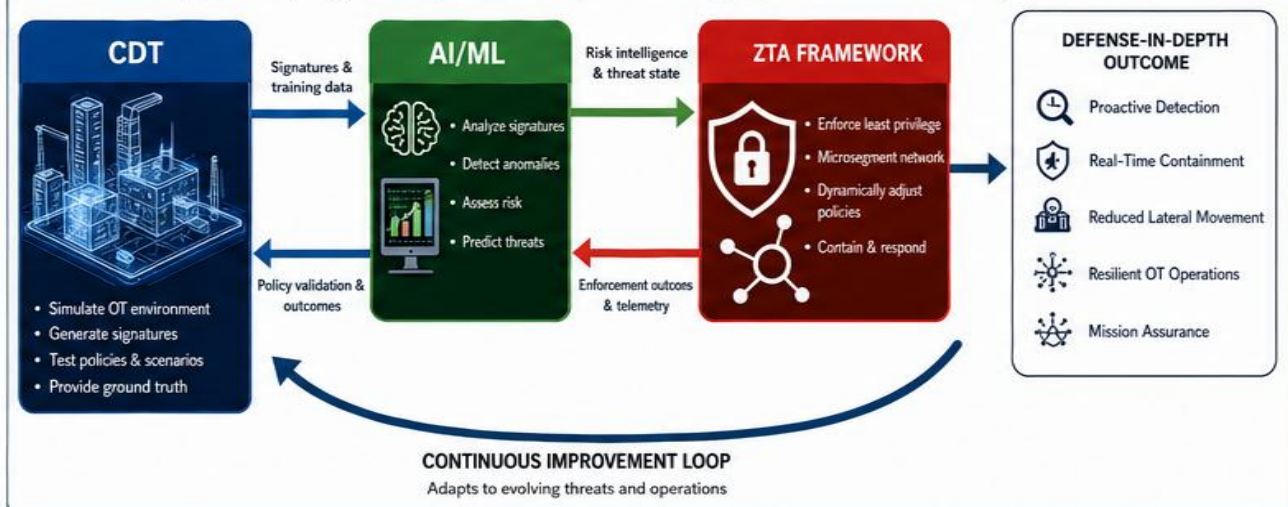 CDT
Simulate OT environment
Generate signatures
Test policies & scenarios
Provide ground truth
Signatures &
training data
Policy validation &
outcomes
AI/ML
Analyze signatures
Detect anomalies
Assess risk
Predict threats
Risk intelligence
& threat state
Enforcement outcoes
& telemetry
ZTA FRAMEWORK
Enforce least privilege
Microsegment network
Dynamically adjust
policies
Contain & respond
DEFENSE-IN-DEPTH
OUTCOME
Proactive Detection
Real-Time Containment
Reduced Lateral Movement
Resilient OT Operations
Mission Assurance
CONTINUOUS IMPROVEMENT LOOP
Adapts to evolving threats and operations